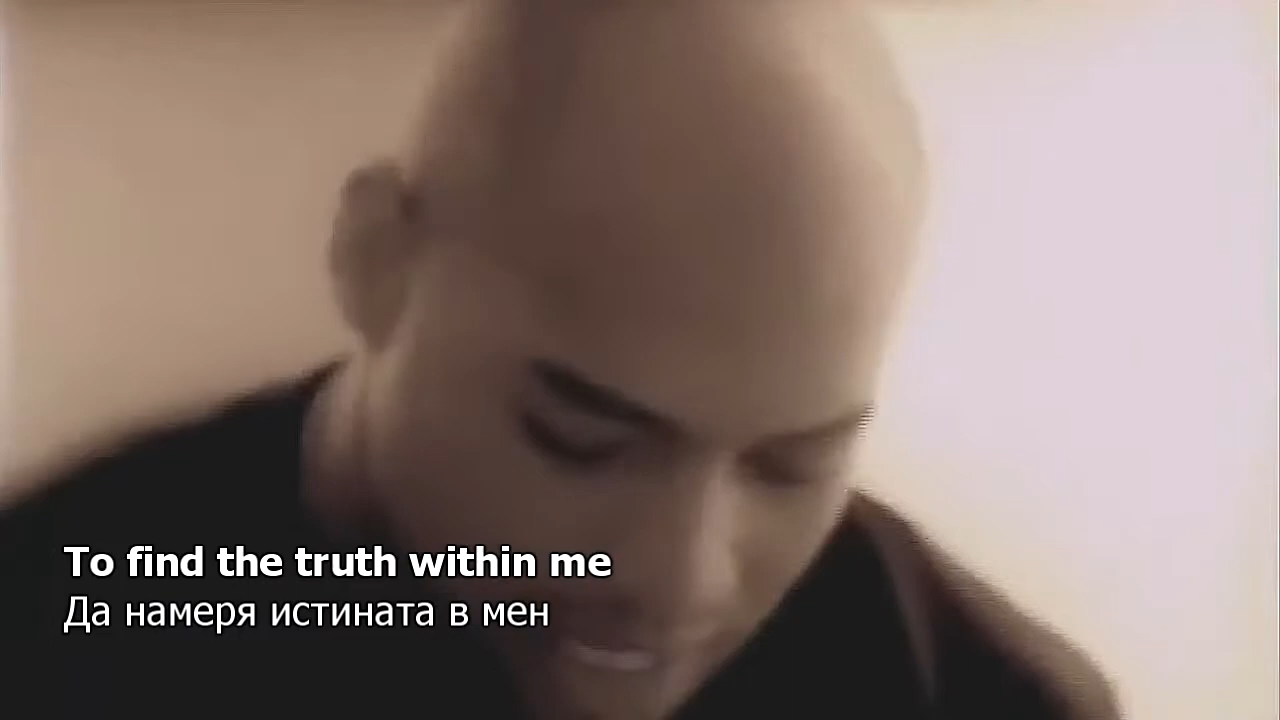 To find the truth within me
Да намеря истината в мен